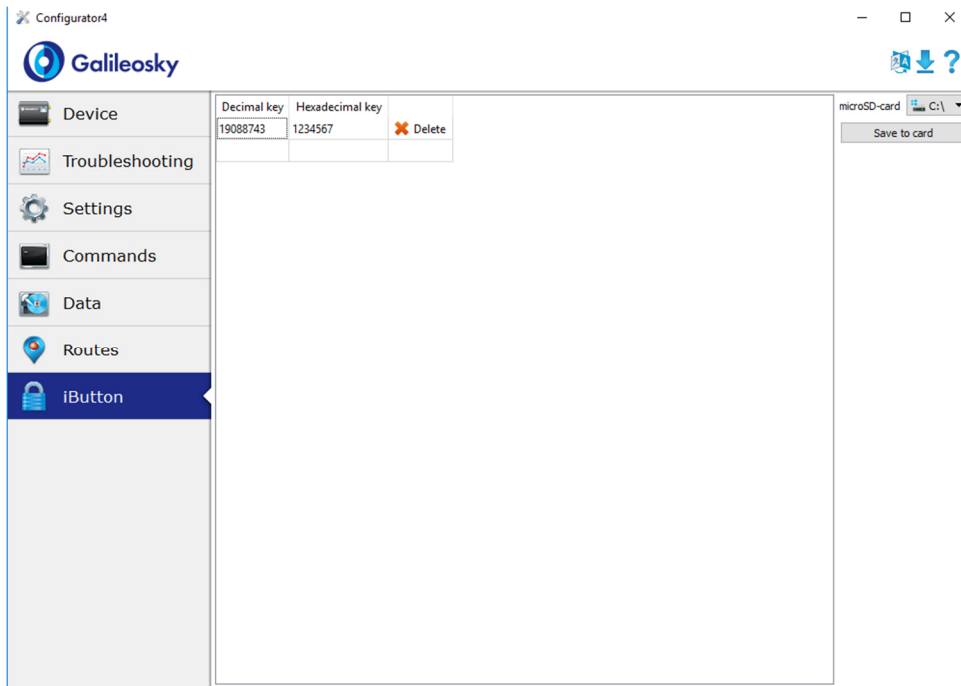 Configurator4
Galileosky
Device
Troubleshooting
Settings
Commands
Data
Routes
iButton
Decimal key Hexadecimal key
19088743 1234567 Delete
microSD-card C:\
Save to card